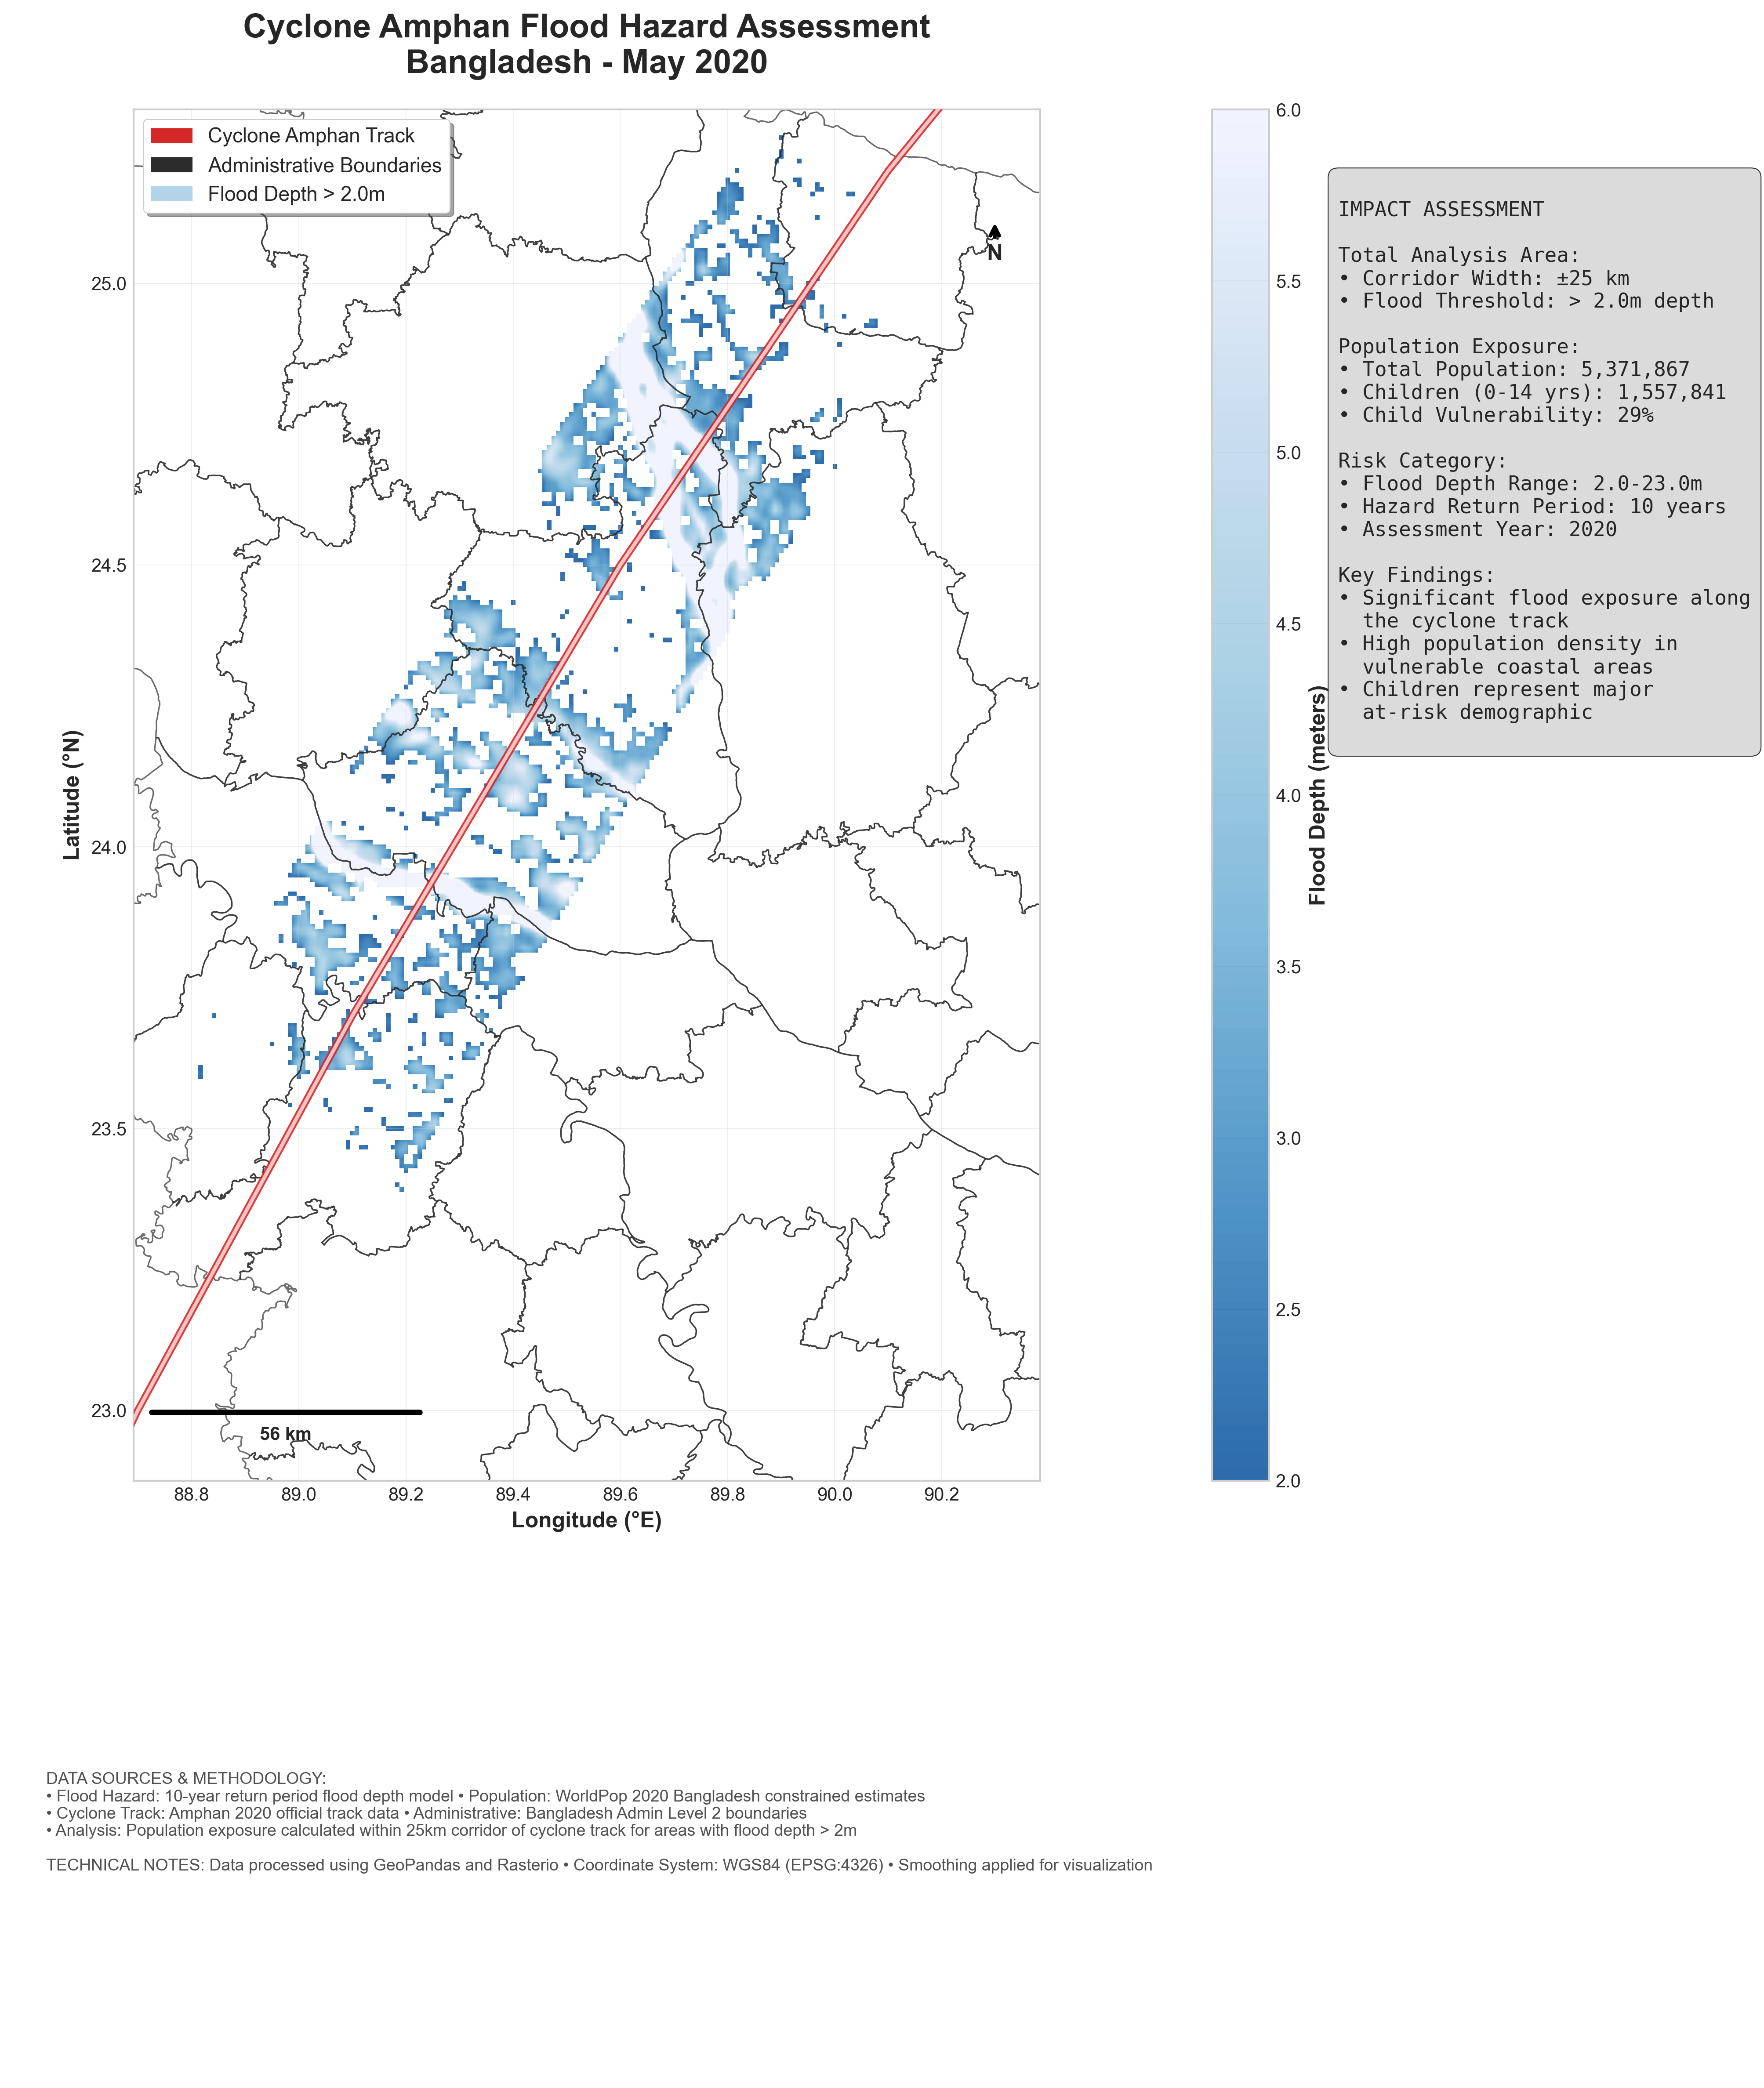 Cyclone Amphan Flood Hazard Assessment
Bangladesh - May 2020
Cyclone Amphan Track
Administrative Boundaries
Flood Depth > 2.0m
N
25.0
24.5
24.0
23.5
23.0
Latitude (°N)
56 km
88.8
89.0
89.2
89.4
89.6
89.8
90.0
90.2
Longitude (°E)
6.0
5.5
5.0
4.5
4.0
3.5
3.0
2.5
2.0
Flood Depth (meters)
IMPACT ASSESSMENT
Total Analysis Area:
• Corridor Width: ±25 km
• Flood Threshold: > 2.0m depth
Population Exposure:
• Total Population: 5,371,867
• Children (0-14 yrs): 1,557,841
• Child Vulnerability: 29%
Risk Category:
• Flood Depth Range: 2.0-23.0m
• Hazard Return Period: 10 years
• Assessment Year: 2020
Key Findings:
• Significant flood exposure along
the cyclone track
• High population density in
vulnerable coastal areas
• Children represent major
at-risk demographic
DATA SOURCES & METHODOLOGY:
• Flood Hazard: 10-year return period flood depth model • Population: WorldPop 2020 Bangladesh constrained estimates
• Cyclone Track: Amphan 2020 official track data • Administrative: Bangladesh Admin Level 2 boundaries
• Analysis: Population exposure calculated within 25km corridor of cyclone track for areas with flood depth > 2m
TECHNICAL NOTES: Data processed using GeoPandas and Rasterio • Coordinate System: WGS84 (EPSG:4326) • Smoothing applied for visualization